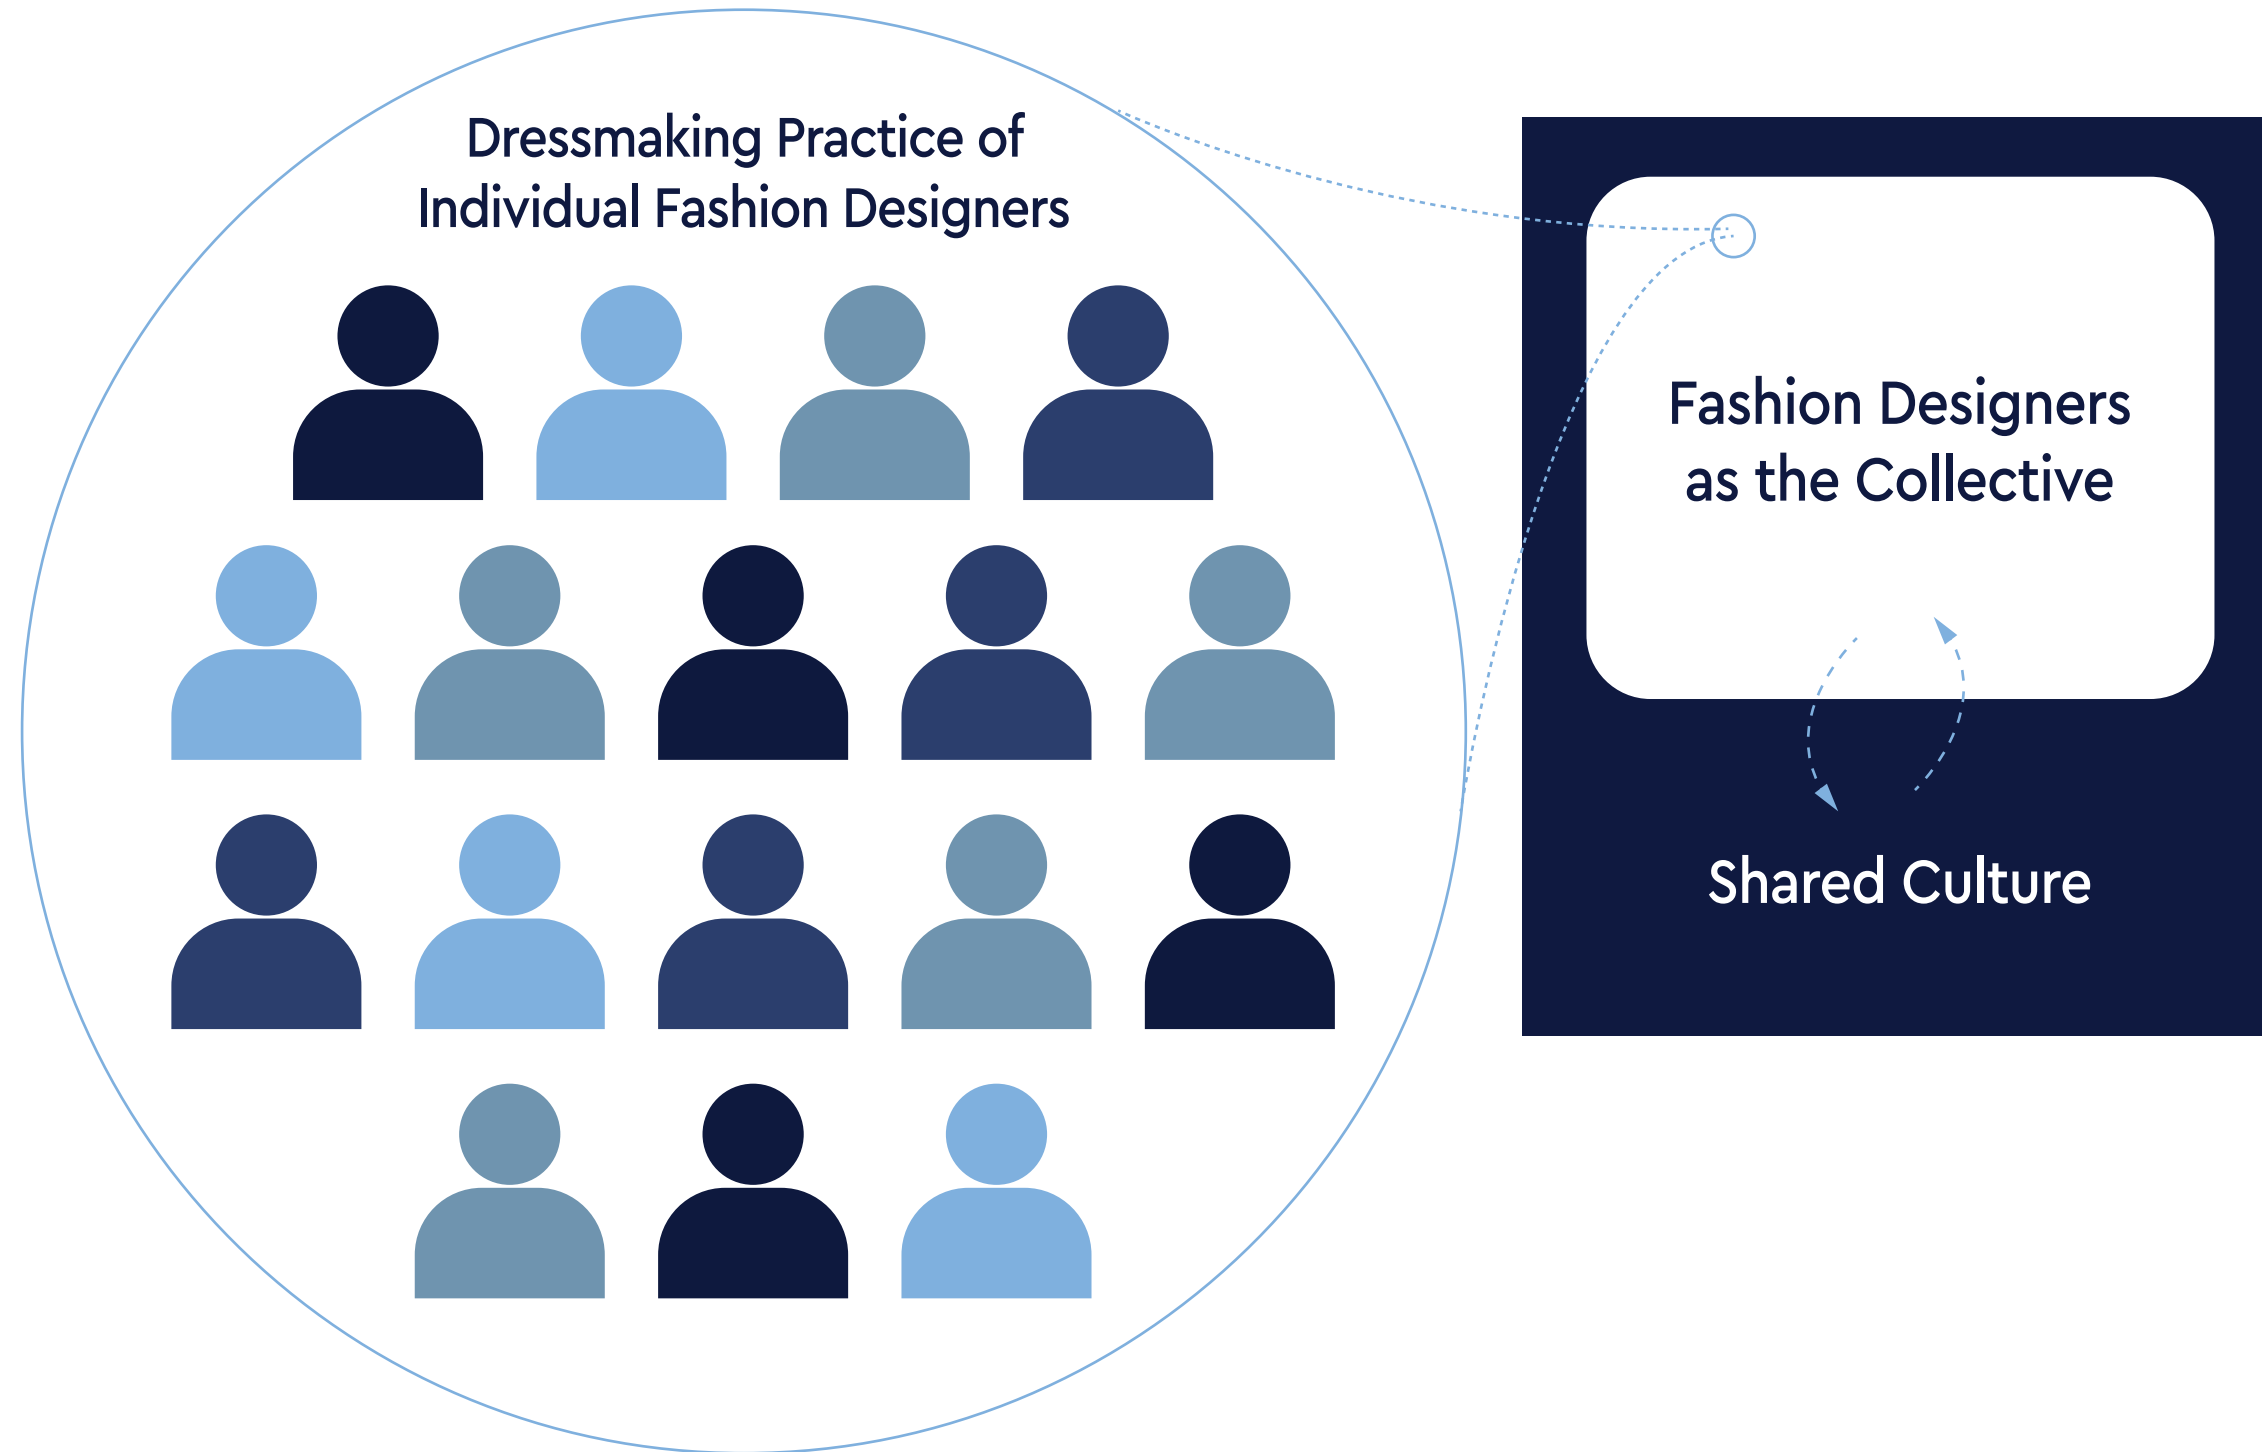 Dressmaking Practice of
Individual Fashion Designers
Fashion Designers
as the Collective
Shared Culture